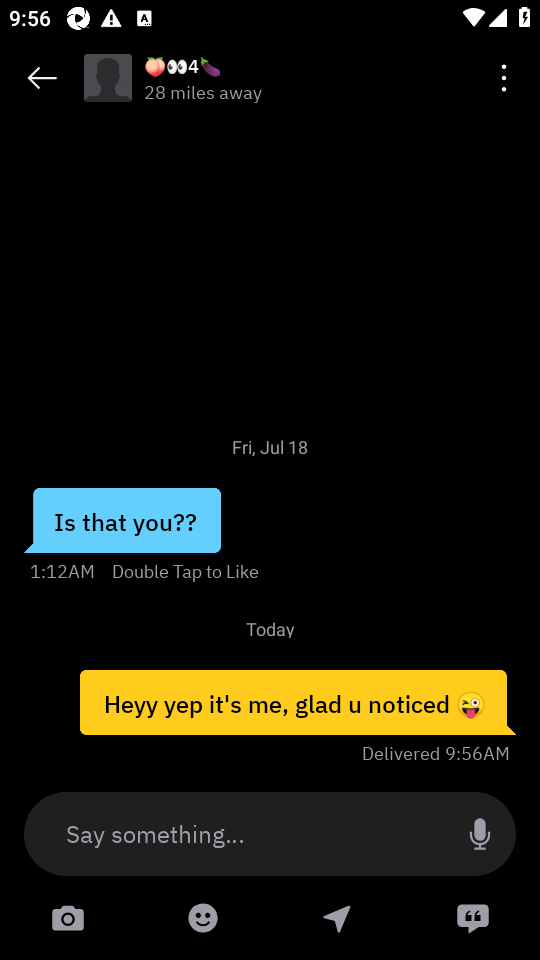 9:56
🍑👀4🍆
28 miles away
Fri, Jul 18
Is that you??
1:12AM Double Tap to Like
Today
Heyy yep it's me, glad u noticed 😜
Delivered 9:56AM
Say something...